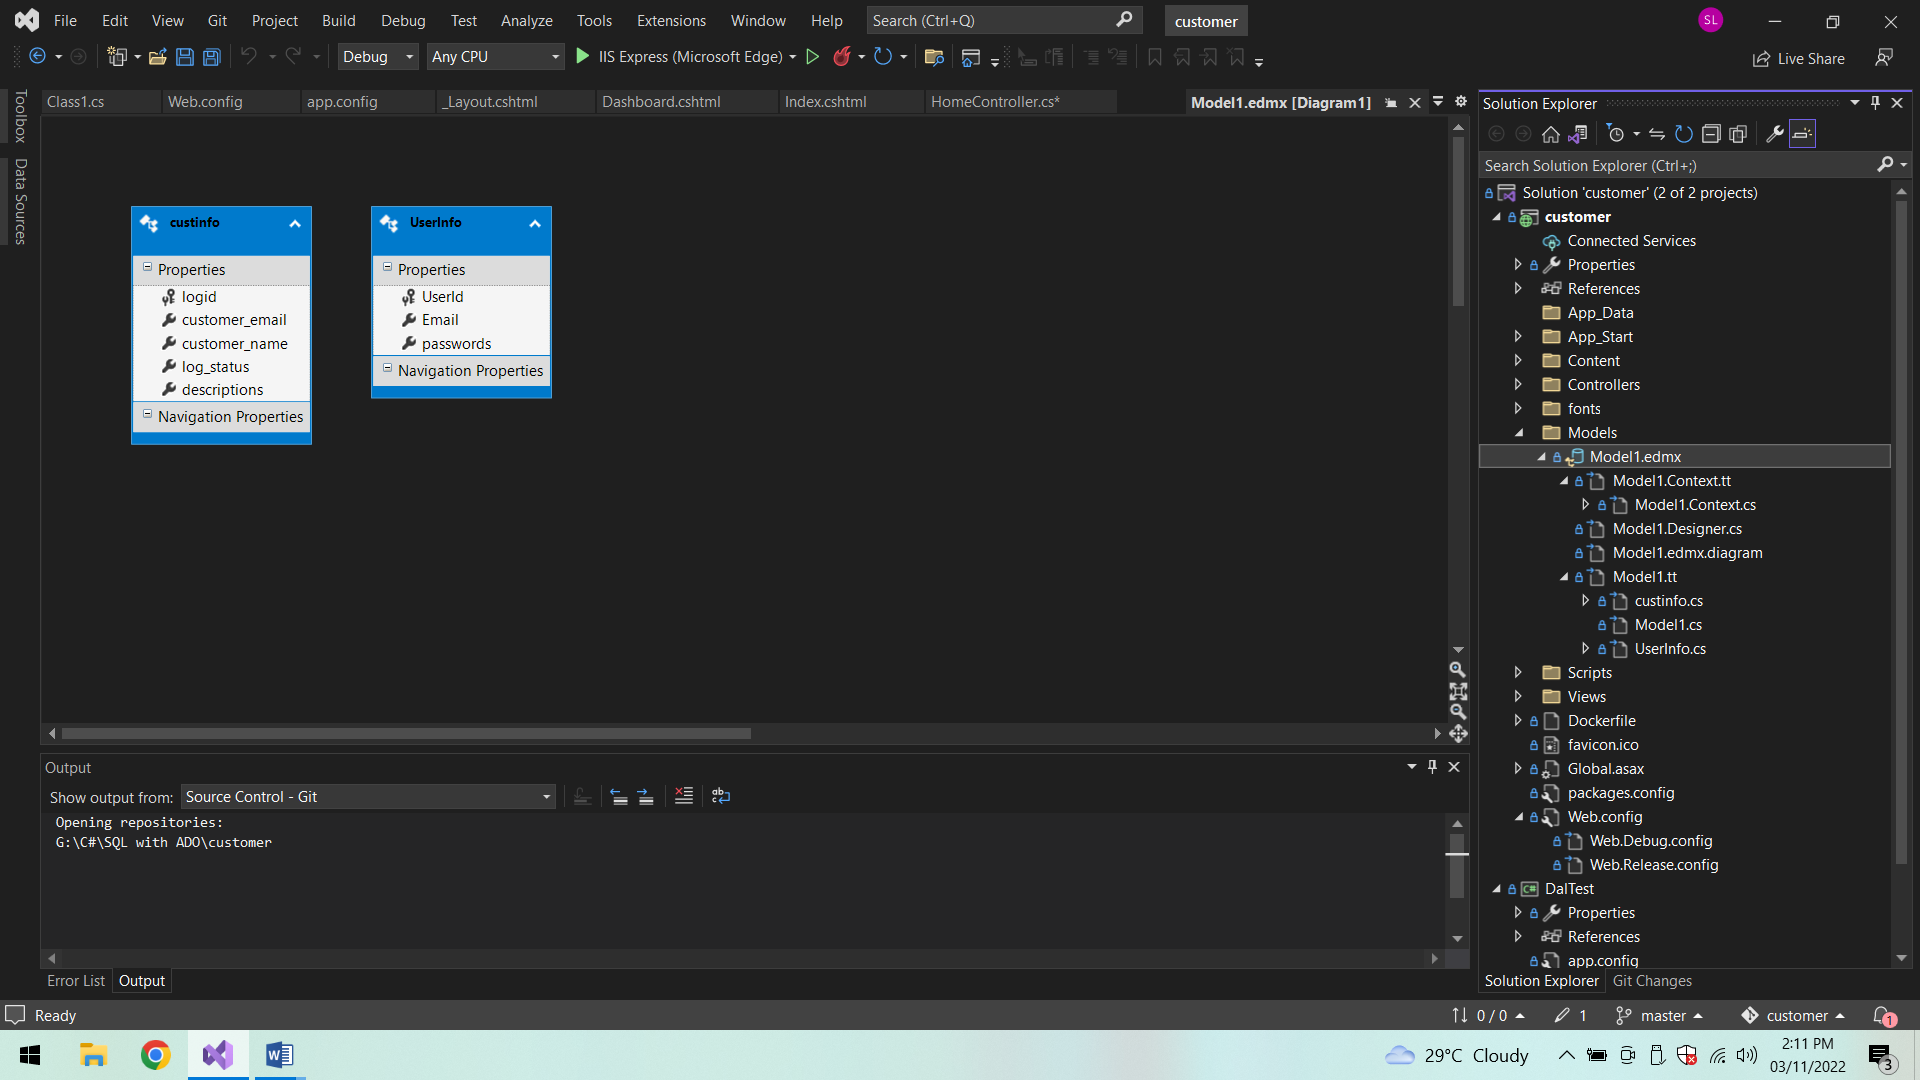 File Edit View Git Project Build Debug Test Analyze Tools Extensions Window Help Search (Ctrl+Q) customer SL
Debug Any CPU IIS Express (Microsoft Edge) Live Share
Toolbox
Data Sources
Class1.cs Web.config app.config _Layout.cshtml Dashboard.cshtml Index.cshtml HomeController.cs* Model1.edmx [Diagram1]
custinfo
Properties
logid
customer_email
customer_name
log_status
descriptions
Navigation Properties
UserInfo
Properties
UserId
Email
passwords
Navigation Properties
Output
Show output from: Source Control - Git
Opening repositories:
G:\C#\SQL with ADO\customer
Error List Output
Solution Explorer
Search Solution Explorer (Ctrl+;)
Solution 'customer' (2 of 2 projects)
customer
Connected Services
Properties
References
App_Data
App_Start
Content
Controllers
fonts
Models
Model1.edmx
Model1.Context.tt
Model1.Context.cs
Model1.Designer.cs
Model1.edmx.diagram
Model1.tt
custinfo.cs
Model1.cs
UserInfo.cs
Scripts
Views
Dockerfile
favicon.ico
Global.asax
packages.config
Web.config
Web.Debug.config
Web.Release.config
C# DalTest
Properties
References
app.config
Solution Explorer Git Changes
Ready 0 / 0 1 master customer 1
29°C Cloudy 2:11 PM
03/11/2022 3